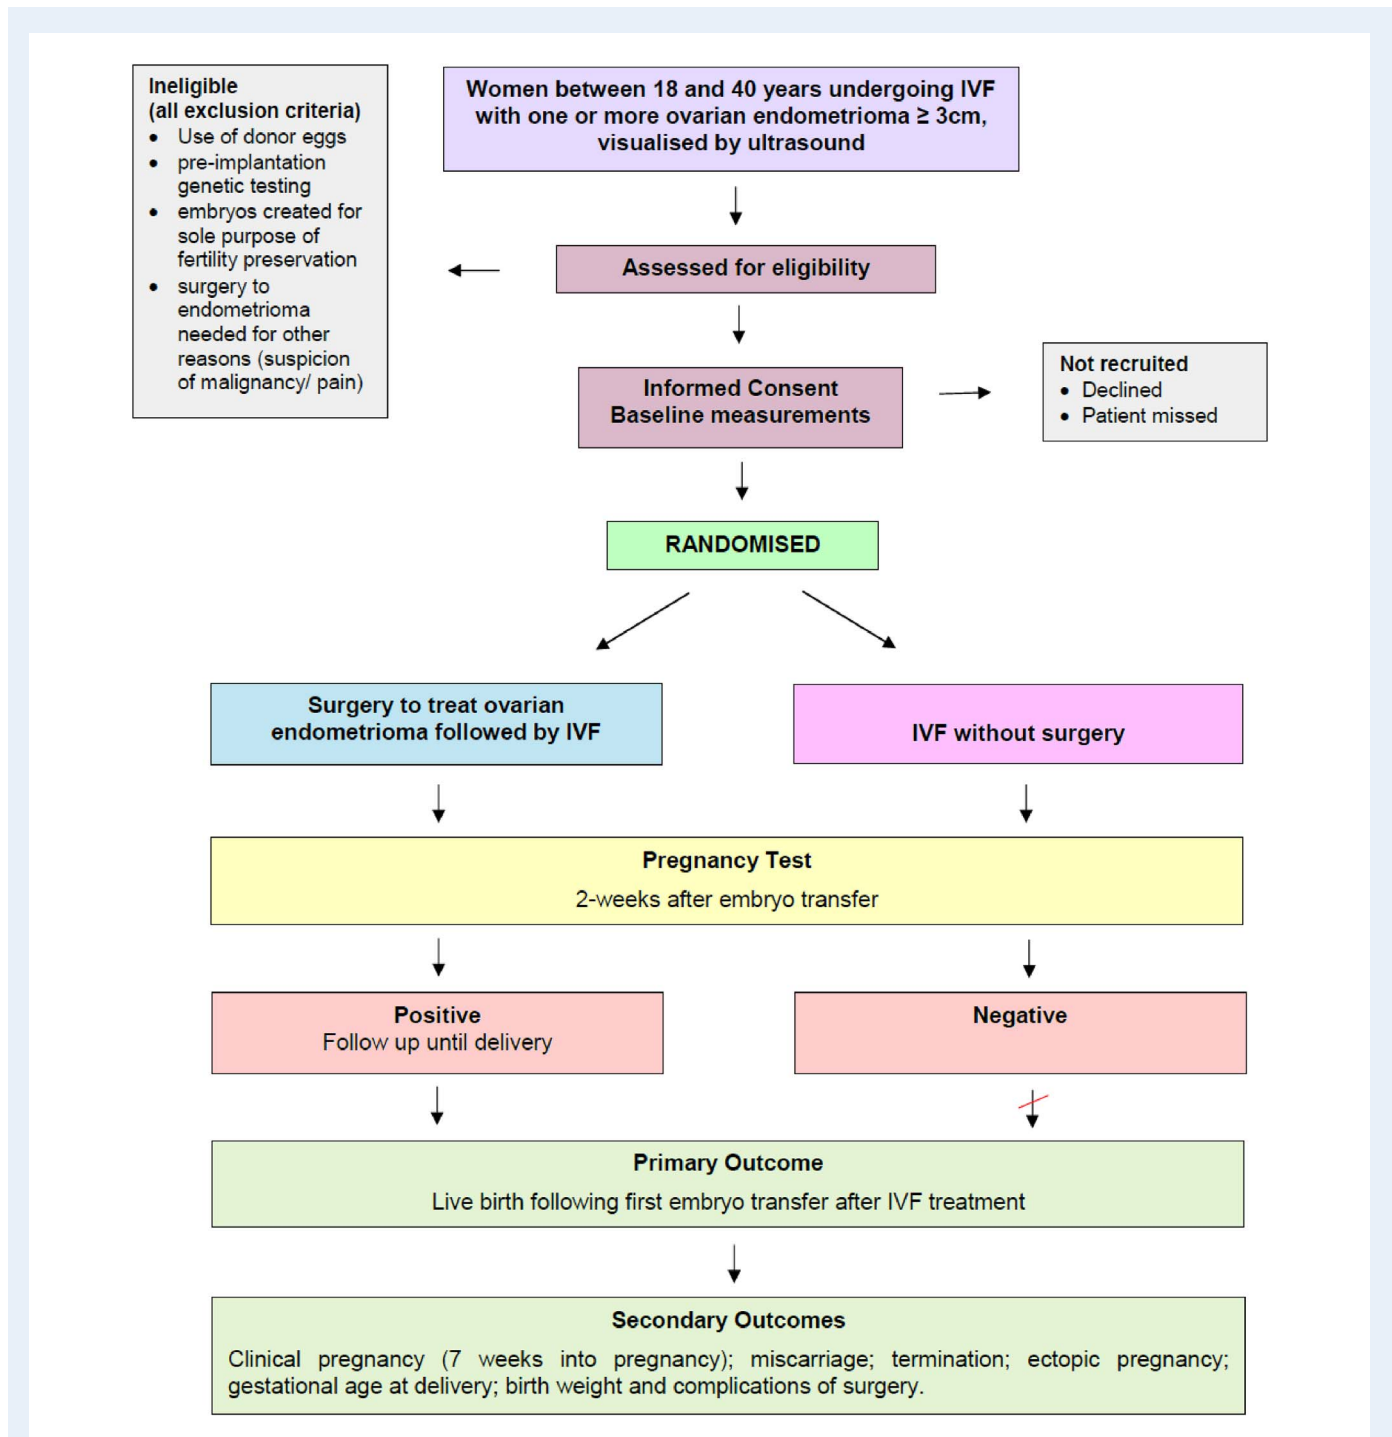 Ineligible
(all exclusion criteria)
• Use of donor eggs
• pre-implantation
genetic testing
• embryos created for
sole purpose of
fertility preservation
• surgery to
endometrioma
needed for other
reasons (suspicion
of malignancy/ pain)
Women between 18 and 40 years undergoing IVF
with one or more ovarian endometrioma ≥ 3cm,
visualised by ultrasound
Assessed for eligibility
Informed Consent
Baseline measurements
Not recruited
• Declined
• Patient missed
RANDOMISED
Surgery to treat ovarian
endometrioma followed by IVF
IVF without surgery
Pregnancy Test
2-weeks after embryo transfer
Positive
Follow up until delivery
Negative
Primary Outcome
Live birth following first embryo transfer after IVF treatment
Secondary Outcomes
Clinical pregnancy (7 weeks into pregnancy); miscarriage; termination; ectopic pregnancy;
gestational age at delivery; birth weight and complications of surgery.